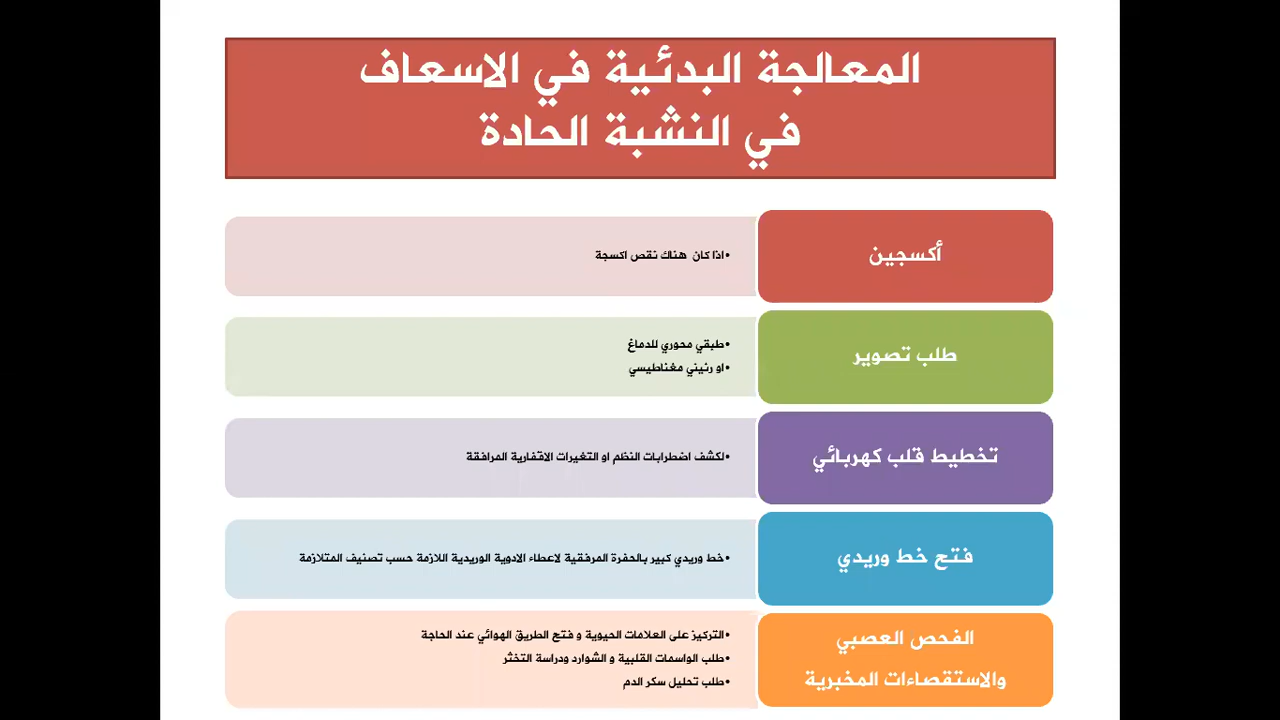 المعالجة البدئية في الاسعاف
في النشبة الحادة
أكسجين
•اذا كان هناك نقص اكسجة
طلب تصوير
•طبقي محوري للدماغ
•او رنيني مغناطيسي
تخطيط قلب كهربائي
•لكشف اضطرابات النظم او التغيرات الاقفارية المرافقة
فتح خط وريدي
•خط وريدي كبير بالحفرة المرفقية لاعطاء الادوية الوريدية اللازمة حسب تصنيف المتلازمة
الفحص العصبي
والاستقصاءات المخبرية
•التركيز على العلامات الحيوية و فتح الطريق الهوائي عند الحاجة
•طلب الواسمات القلبية و الشوارد ودراسة التخثر
•طلب تحليل سكر الدم